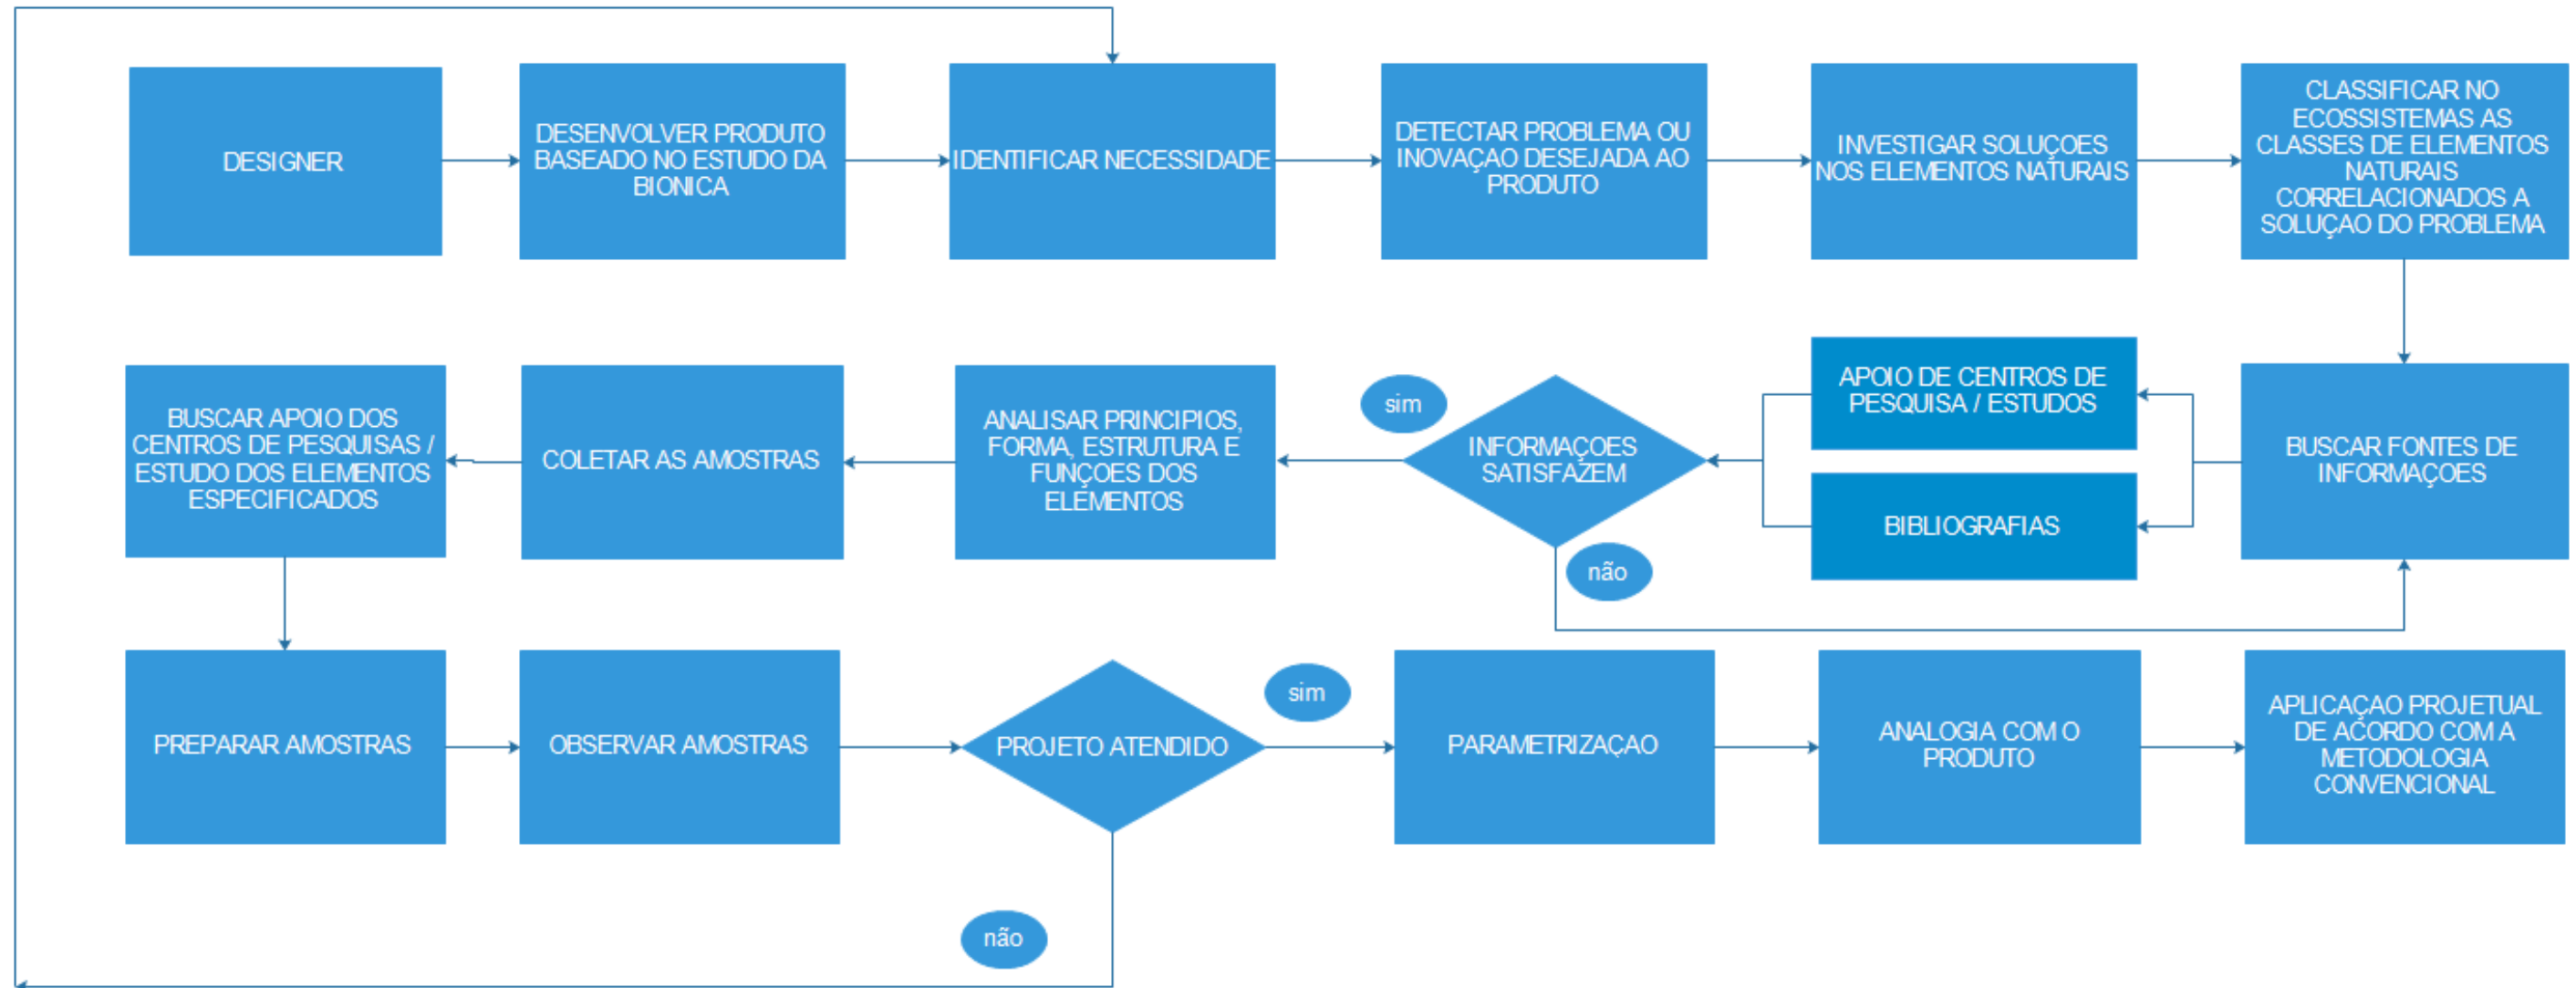 DESIGNER
DESENVOLVER PRODUTO
BASEADO NO ESTUDO DA
BIONICA
IDENTIFICAR NECESSIDADE
DETECTAR PROBLEMA OU
INOVAÇAO DESEJADA AO
PRODUTO
INVESTIGAR SOLUÇOES
NOS ELEMENTOS NATURAIS
CLASSIFICAR NO
ECOSSISTEMAS AS
CLASSES DE ELEMENTOS
NATURAIS
CORRELACIONADOS A
SOLUÇAO DO PROBLEMA
BUSCAR FONTES DE
INFORMAÇOES
APOIO DE CENTROS DE
PESQUISA / ESTUDOS
BIBLIOGRAFIAS
INFORMAÇOES
SATISFAZEM
sim
não
ANALISAR PRINCIPIOS,
FORMA, ESTRUTURA E
FUNÇOES DOS
ELEMENTOS
COLETAR AS AMOSTRAS
BUSCAR APOIO DOS
CENTROS DE PESQUISAS /
ESTUDO DOS ELEMENTOS
ESPECIFICADOS
PREPARAR AMOSTRAS
OBSERVAR AMOSTRAS
PROJETO ATENDIDO
sim
não
PARAMETRIZAÇAO
ANALOGIA COM O
PRODUTO
APLICAÇAO PROJETUAL
DE ACORDO COM A
METODOLOGIA
CONVENCIONAL